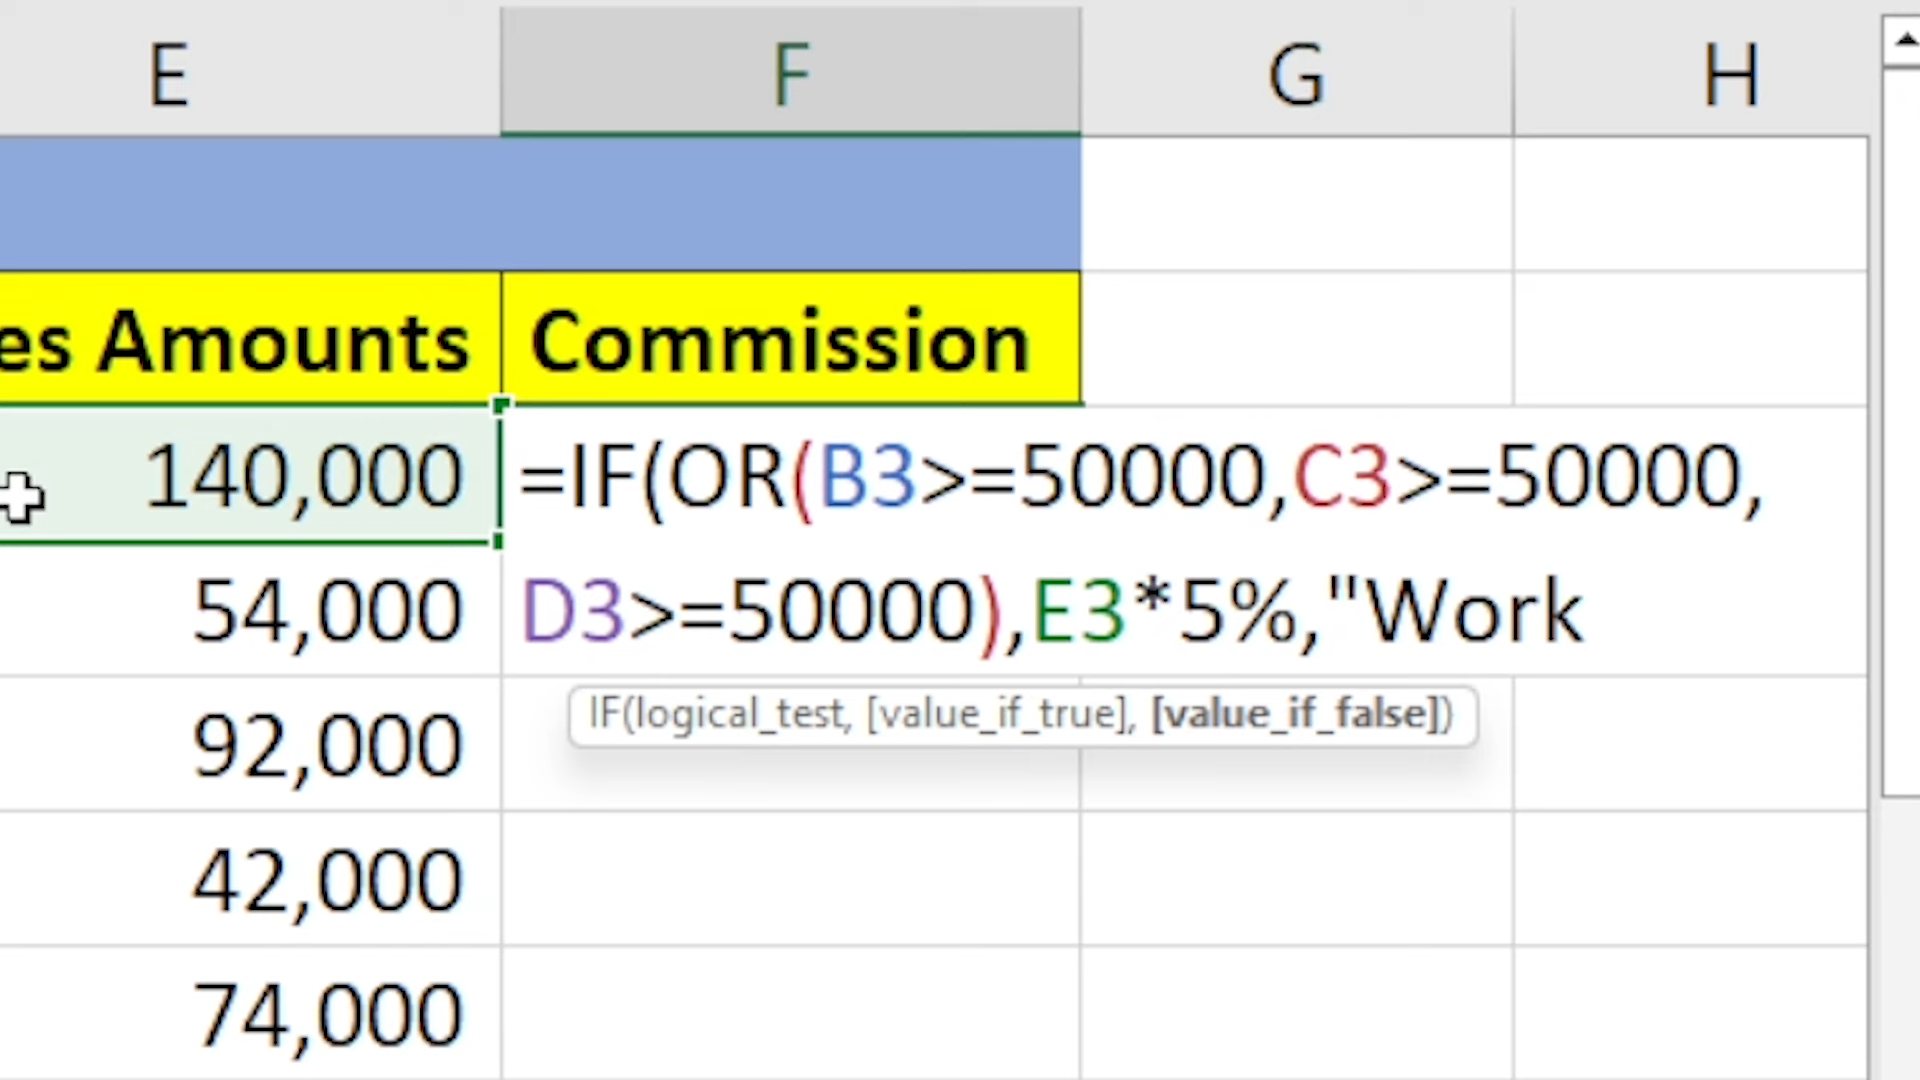 E F G H
es Amounts Commission
140,000 =IF(OR(B3>=50000,C3>=50000,
54,000 D3>=50000),E3*5%,"Work
IF(logical_test, [value_if_true], [value_if_false])
92,000
42,000
74,000